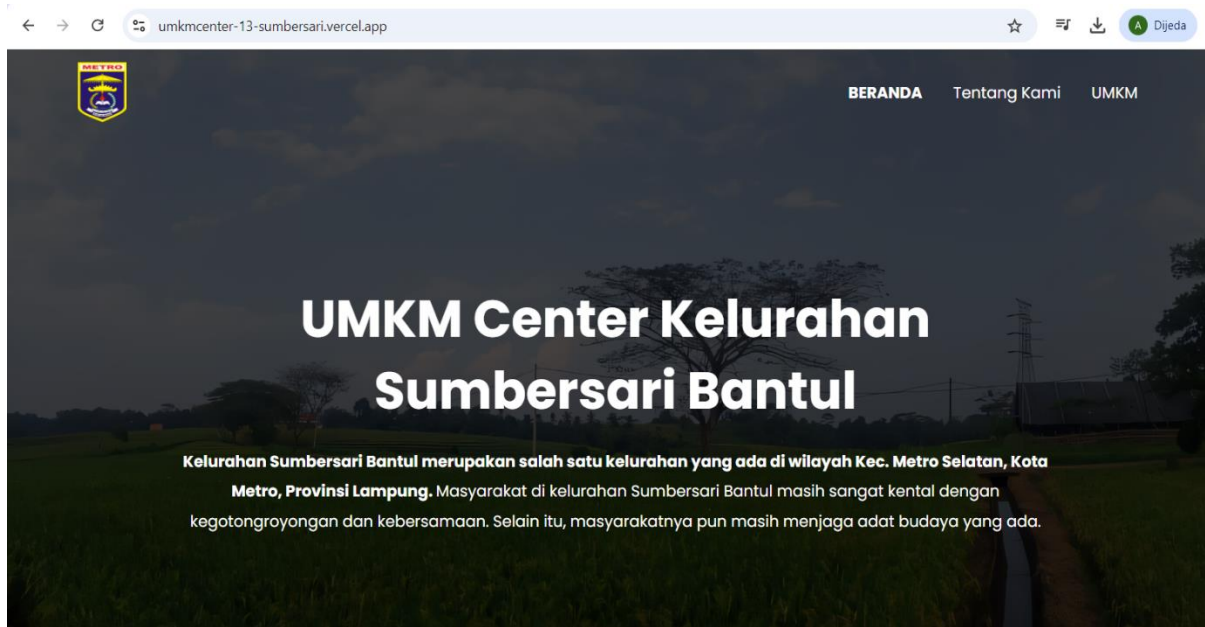 umkmcenter-13-sumbersari.vercel.app
A Dijeda
METRO
BERANDA Tentang Kami UMKM
UMKM Center Kelurahan
Sumbersari Bantul
Kelurahan Sumbersari Bantul merupakan salah satu kelurahan yang ada di wilayah Kec. Metro Selatan, Kota
Metro, Provinsi Lampung. Masyarakat di kelurahan Sumbersari Bantul masih sangat kental dengan
kegotongroyongan dan kebersamaan. Selain itu, masyarakatnya pun masih menjaga adat budaya yang ada.